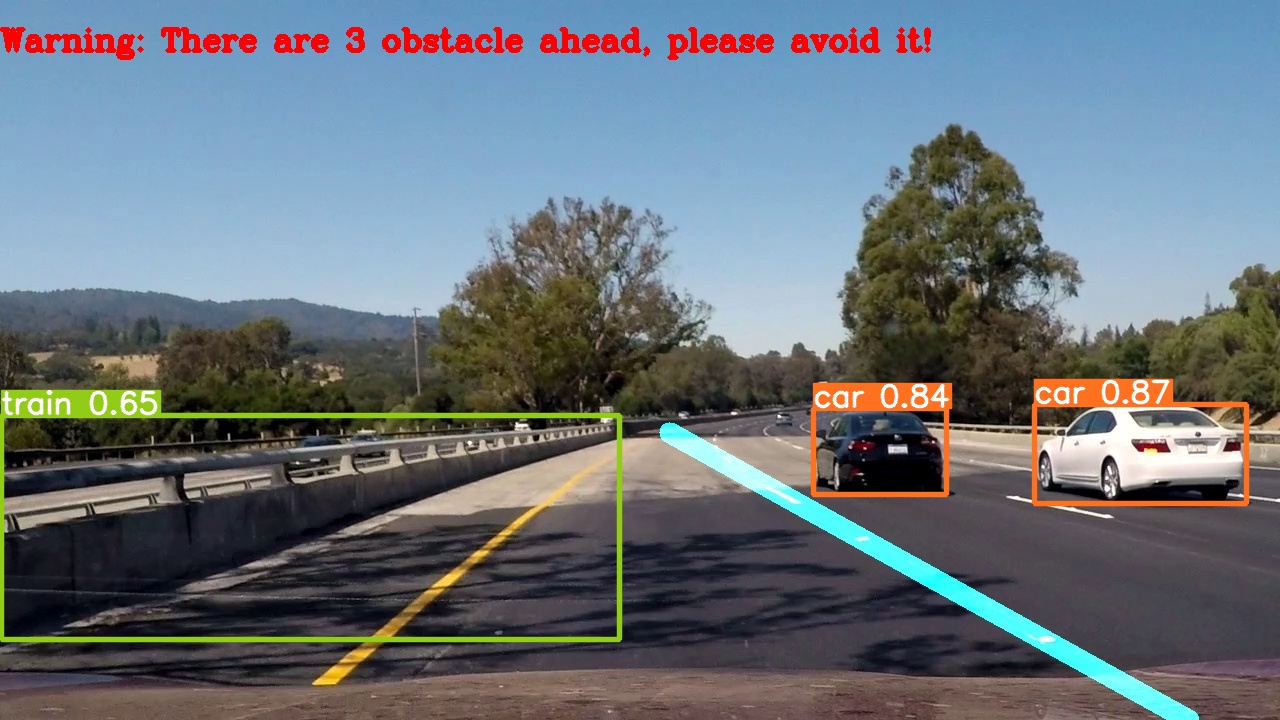 Warning: There are 3 obstacle ahead, please avoid it!
car 0.87
car 0.84
train 0.65